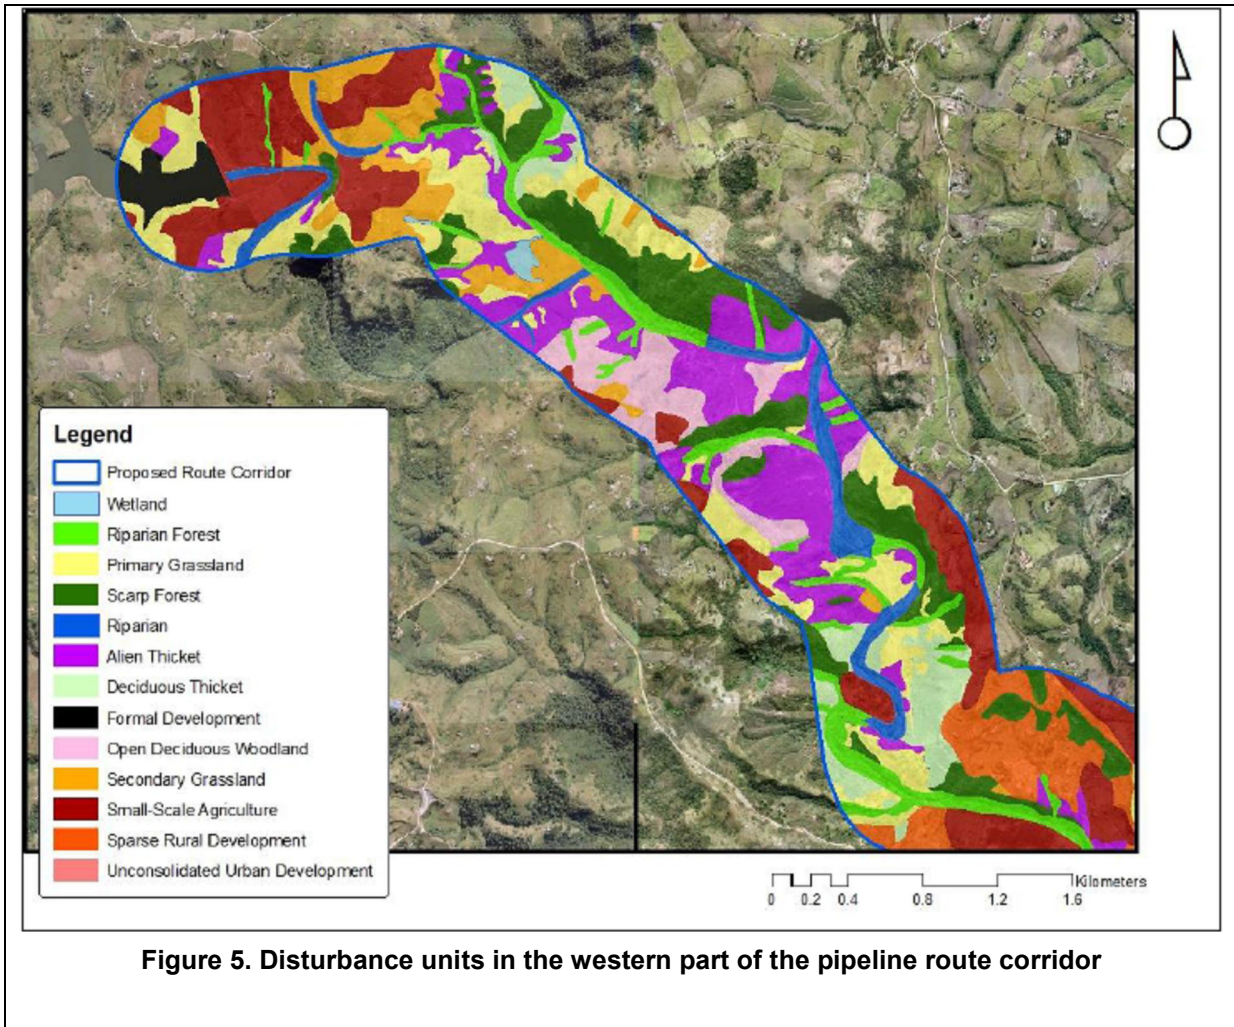 Legend
Proposed Route Corridor
Wetland
Riparian Forest
Primary Grassland
Scarp Forest
Riparian
Alien Thicket
Deciduous Thicket
Formal Development
Open Deciduous Woodland
Secondary Grassland
Small-Scale Agriculture
Sparse Rural Development
Unconsolidated Urban Development
Kilometers
0 0.2 0.4 0.8 1.2 1.6
Figure 5. Disturbance units in the western part of the pipeline route corridor